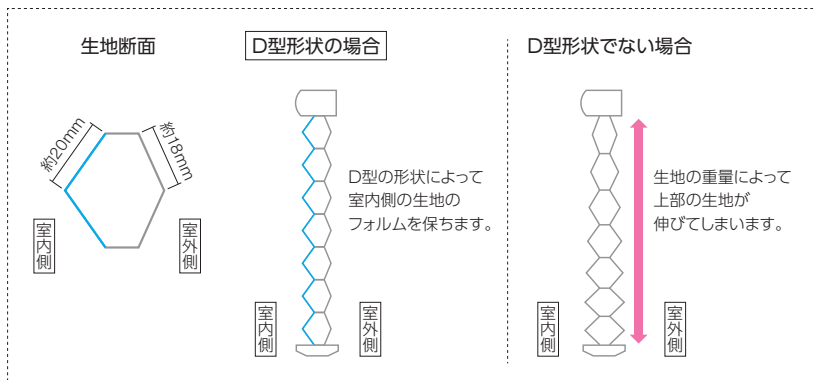 生地断面
約20mm
約18mm
室内側
室外側
D型形状の場合
D型の形状によって
室内側の生地の
フォルムを保ちます。
室内側
室外側
D型形状でない場合
生地の重量によって
上部の生地が
伸びてしまいます。
室内側
室外側